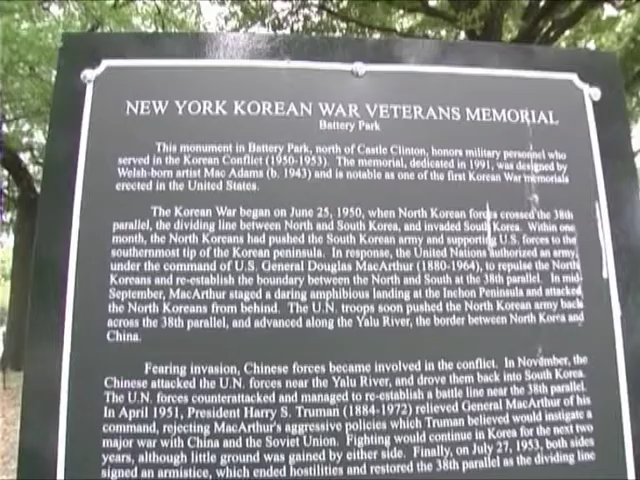 NEW YORK KOREAN WAR VETERANS MEMORIAL
Battery Park
This monument in Battery Park, north of Castle Clinton, honors military personnel who
served in the Korean Conflict (1950-1953). The memorial, dedicated in 1991, was designed by
Welsh-born artist Mac Adams (b. 1943) and is notable as one of the first Korean War memorials
erected in the United States.
The Korean War began on June 25, 1950, when North Korean forces crossed the 38th
parallel, the dividing line between North and South Korea, and invaded South Korea. Within one
month, the North Koreans had pushed the South Korean army and supporting U.S. forces to the
southernmost tip of the Korean peninsula. In response, the United Nations authorized an army,
under the command of U.S. General Douglas MacArthur (1880-1964), to repulse the North
Koreans and re-establish the boundary between the North and South at the 38th parallel. In mid-
September, MacArthur staged a daring amphibious landing at the Inchon Peninsula and attacked
the North Koreans from behind. The U.N. troops soon pushed the North Korean army back
across the 38th parallel, and advanced along the Yalu River, the border between North Korea and
China.
Fearing invasion, Chinese forces became involved in the conflict. In November, the
Chinese attacked the U.N. forces near the Yalu River, and drove them back into South Korea.
The U.N. forces counterattacked and managed to re-establish a battle line near the 38th parallel.
In April 1951, President Harry S. Truman (1884-1972) relieved General MacArthur of his
command, rejecting MacArthur's aggressive policies which Truman believed would instigate a
major war with China and the Soviet Union. Fighting would continue in Korea for the next two
years, although little ground was gained by either side. Finally, on July 27, 1953, both sides
signed an armistice, which ended hostilities and restored the 38th parallel as the dividing line